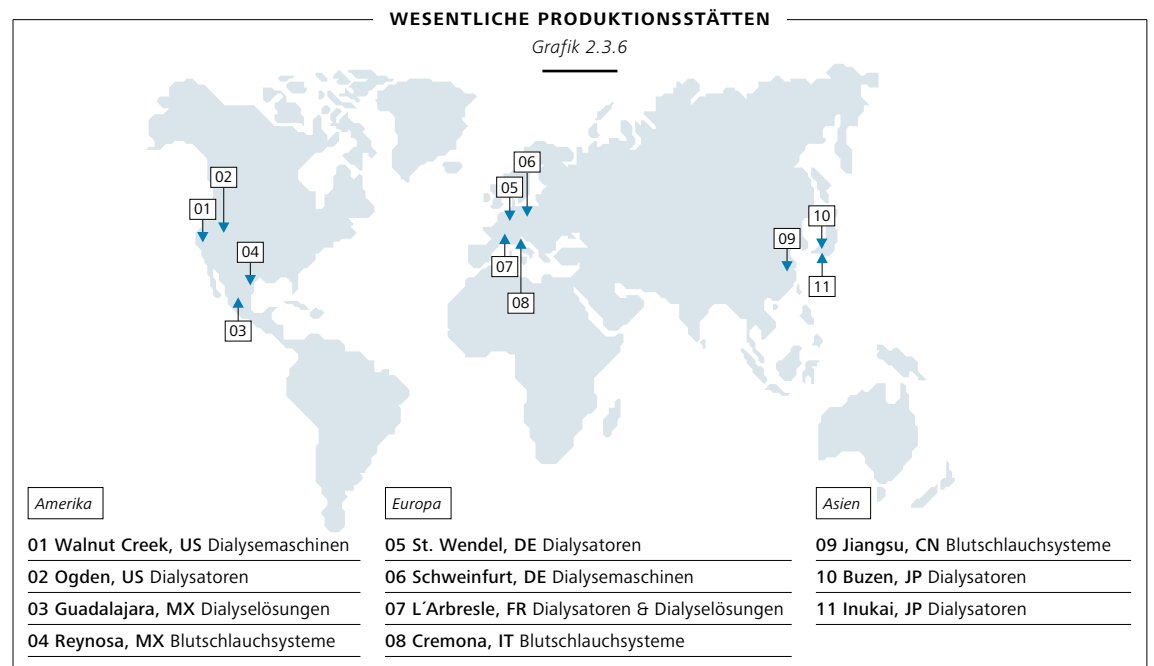 WESENTLICHE PRODUKTIONSSTÄTTEN
Grafik 2.3.6
06
02
05
01
10
09
04
07
11
08
03
Amerika
01 Walnut Creek, US Dialysemaschinen
02 Ogden, US Dialysatoren
03 Guadalajara, MX Dialyselösungen
04 Reynosa, MX Blutschlauchsysteme
Europa
05 St. Wendel, DE Dialysatoren
06 Schweinfurt, DE Dialysemaschinen
07 L´Arbresle, FR Dialysatoren & Dialyselösungen
08 Cremona, IT Blutschlauchsysteme
Asien
09 Jiangsu, CN Blutschlauchsysteme
10 Buzen, JP Dialysatoren
11 Inukai, JP Dialysatoren